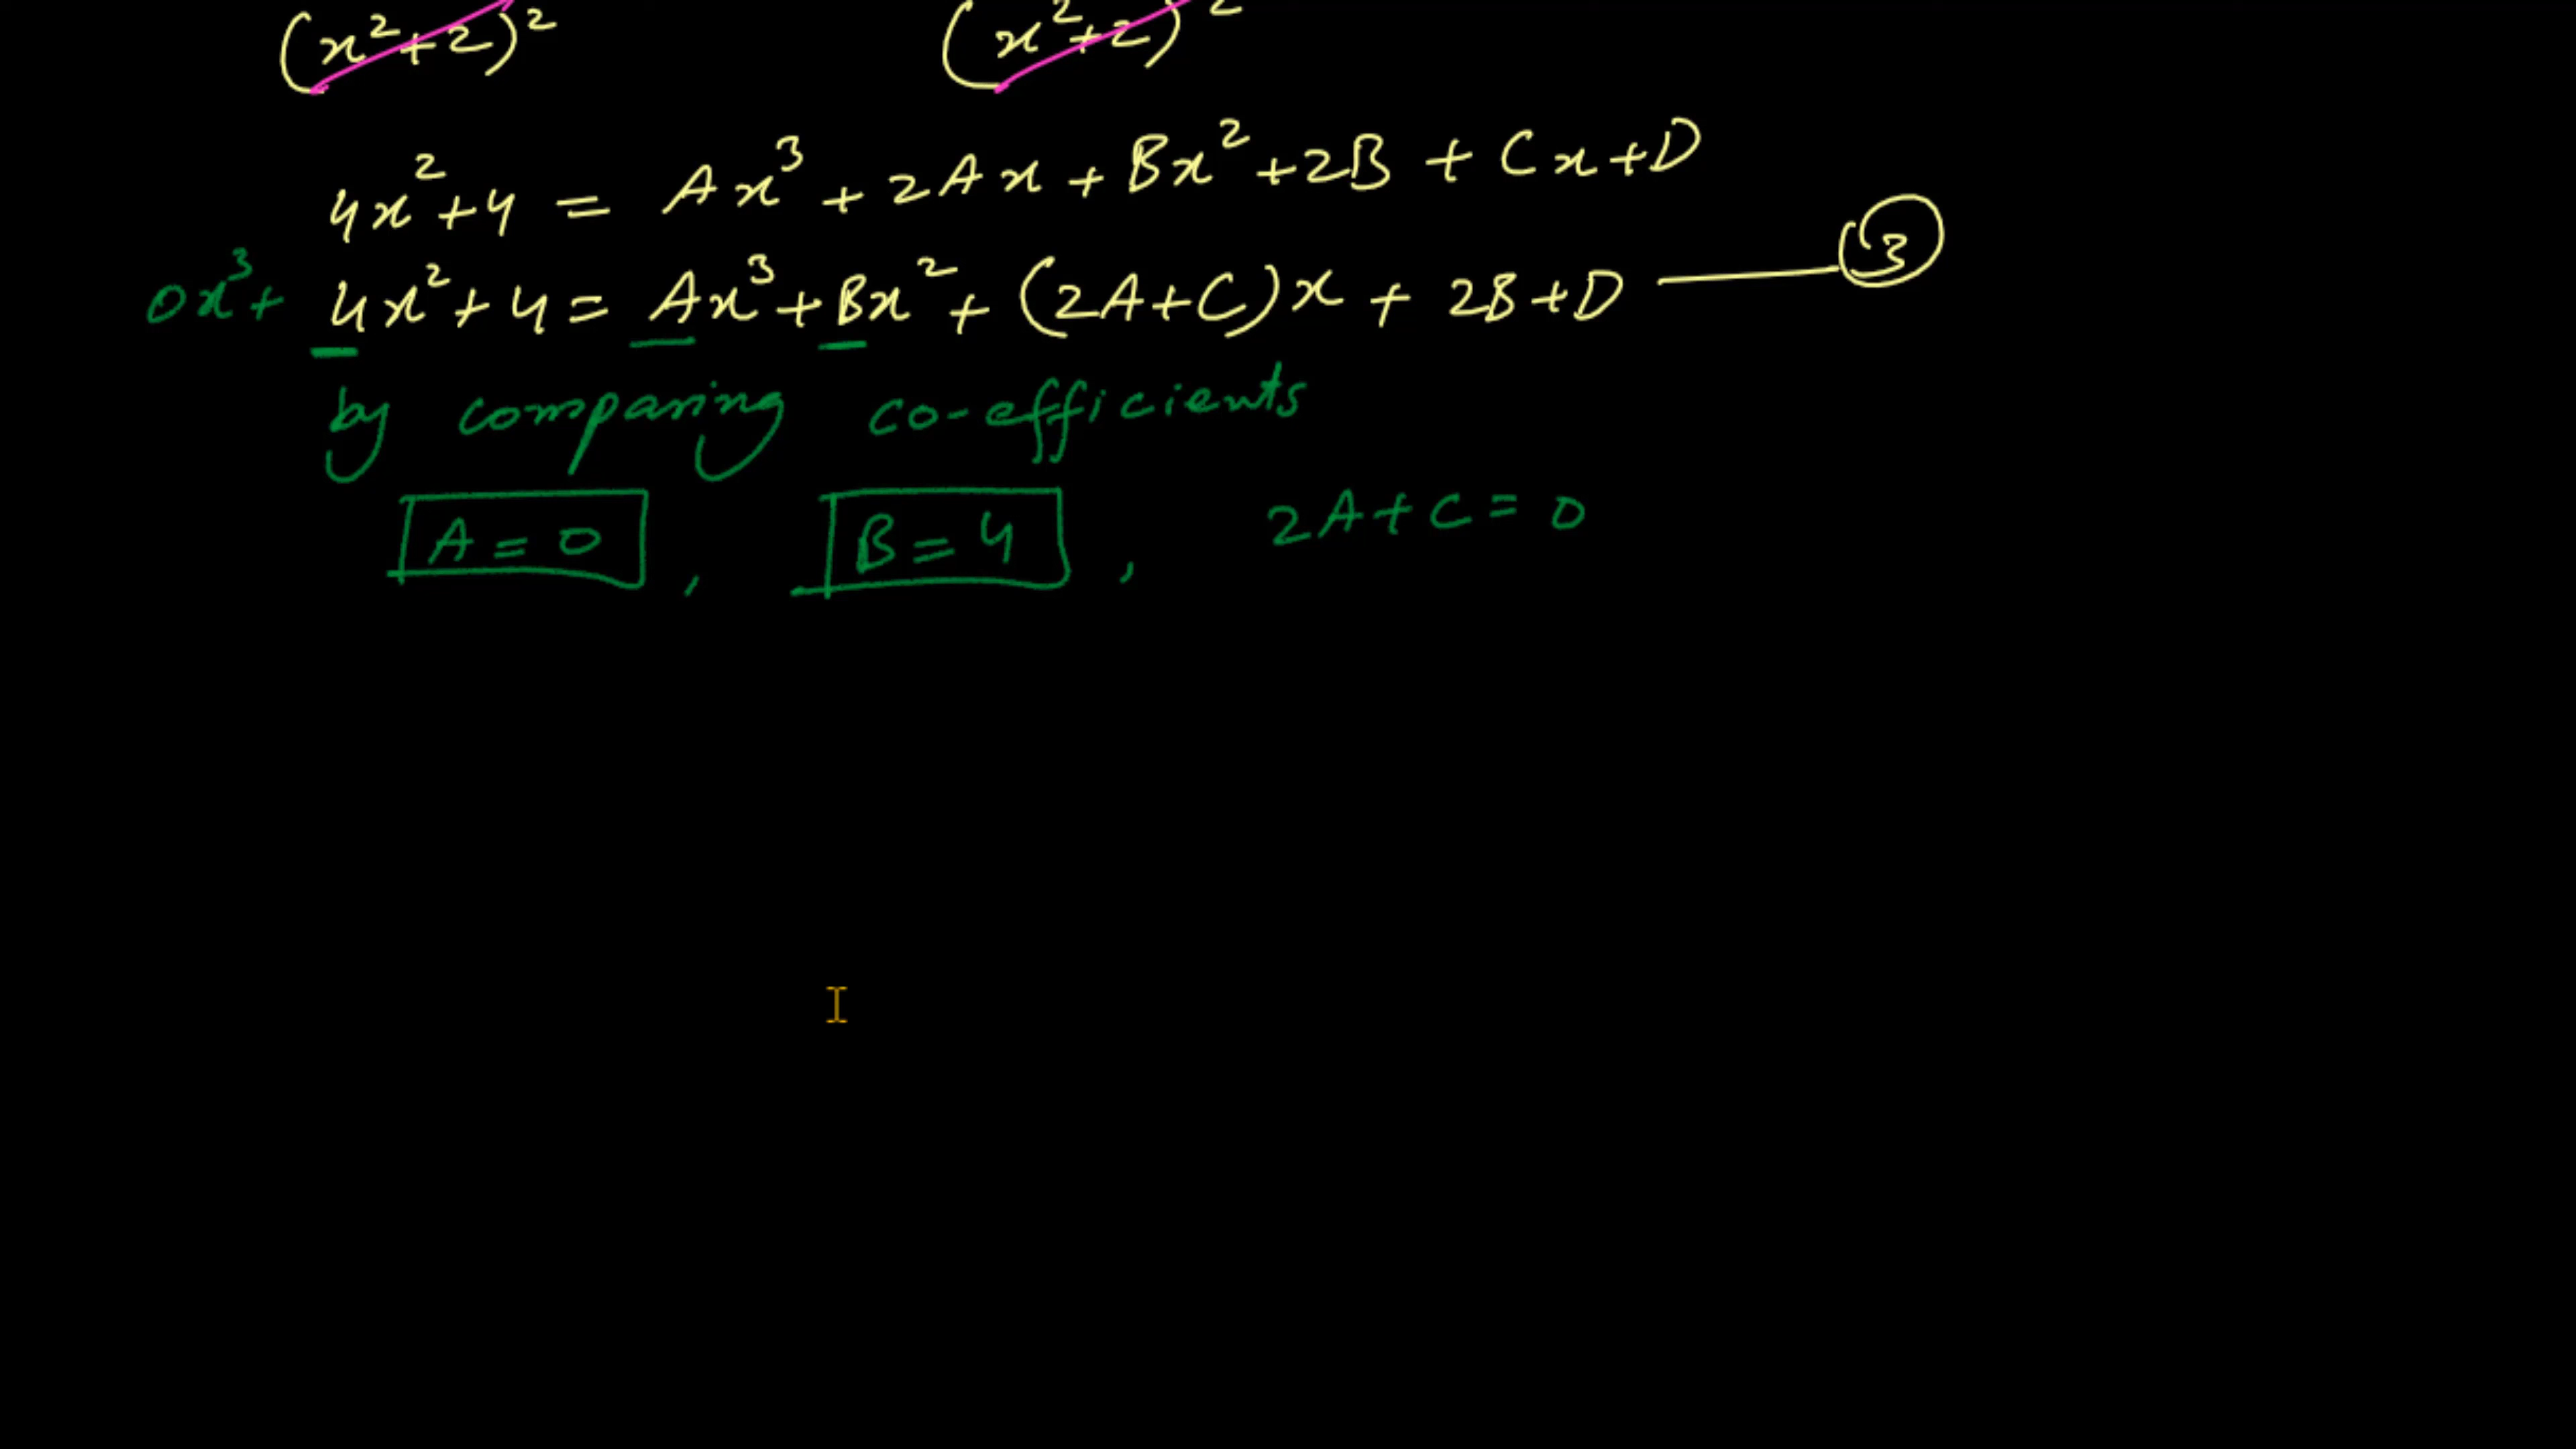 (x²+2)² (x²+2)²
4x²+4 = Ax³ + 2Ax + Bx² +2B + Cx+D
0x³+ 4x²+4 = Ax³+Bx²+ (2A+C)x + 2B+D — ③
by comparing co-efficients
A = 0 , B = 4 , 2A+C = 0